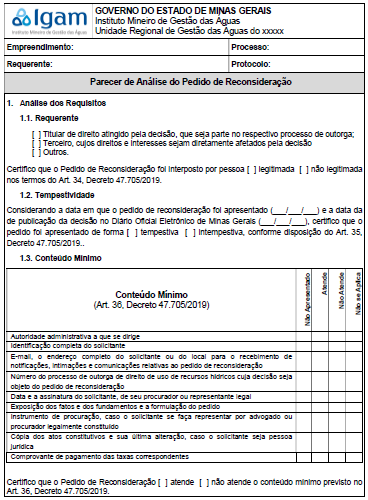 Igam
Instituto Mineiro de Gestão das Águas
GOVERNO DO ESTADO DE MINAS GERAIS
Instituto Mineiro de Gestão das Águas
Unidade Regional de Gestão das Águas do xxxxx
Empreendimento: Processo:
Requerente: Protocolo:
Parecer de Análise do Pedido de Reconsideração
1. Análise dos Requisitos
1.1. Requerente
[ ] Titular de direito atingido pela decisão, que seja parte no respectivo processo de outorga;
[ ] Terceiro, cujos direitos e interesses sejam diretamente afetados pela decisão
[ ] Outros.
Certifico que o Pedido de Reconsideração foi interposto por pessoa [ ] legitimada [ ] não legitimada
nos termos do Art. 34, Decreto 47.705/2019.
1.2. Tempestividade
Considerando a data em que o pedido de reconsideração foi apresentado (___/___/___) e a data da
de publicação da decisão no Diário Oficial Eletrônico de Minas Gerais (___/___/___), certifico que o
pedido foi apresentado de forma [ ] tempestiva [ ] intempestiva, conforme disposição do Art. 35,
Decreto 47.705/2019..
1.3. Conteúdo Mínimo
Conteúdo Mínimo
(Art. 36, Decreto 47.705/2019)
Não Apresentado
Atende
Não Atende
Não se Aplica
Autoridade administrativa a que se dirige
Identificação completa do solicitante
E-mail, o endereço completo do solicitante ou do local para o recebimento de
notificações, intimações e comunicações relativas ao pedido de reconsideração
Número do processo de outorga de direito de uso de recursos hídricos cuja decisão seja
objeto do pedido de reconsideração
Data e a assinatura do solicitante, de seu procurador ou representante legal
Exposição dos fatos e dos fundamentos e a formulação do pedido
Instrumento de procuração, caso o solicitante se faça representar por advogado ou
procurador legalmente constituído
Cópia dos atos constitutivos e sua última alteração, caso o solicitante seja pessoa
jurídica
Comprovante de pagamento das taxas correspondentes
Certifico que o Pedido de Reconsideração [ ] atende [ ] não atende o conteúdo mínimo previsto no
Art. 36, Decreto 47.705/2019.